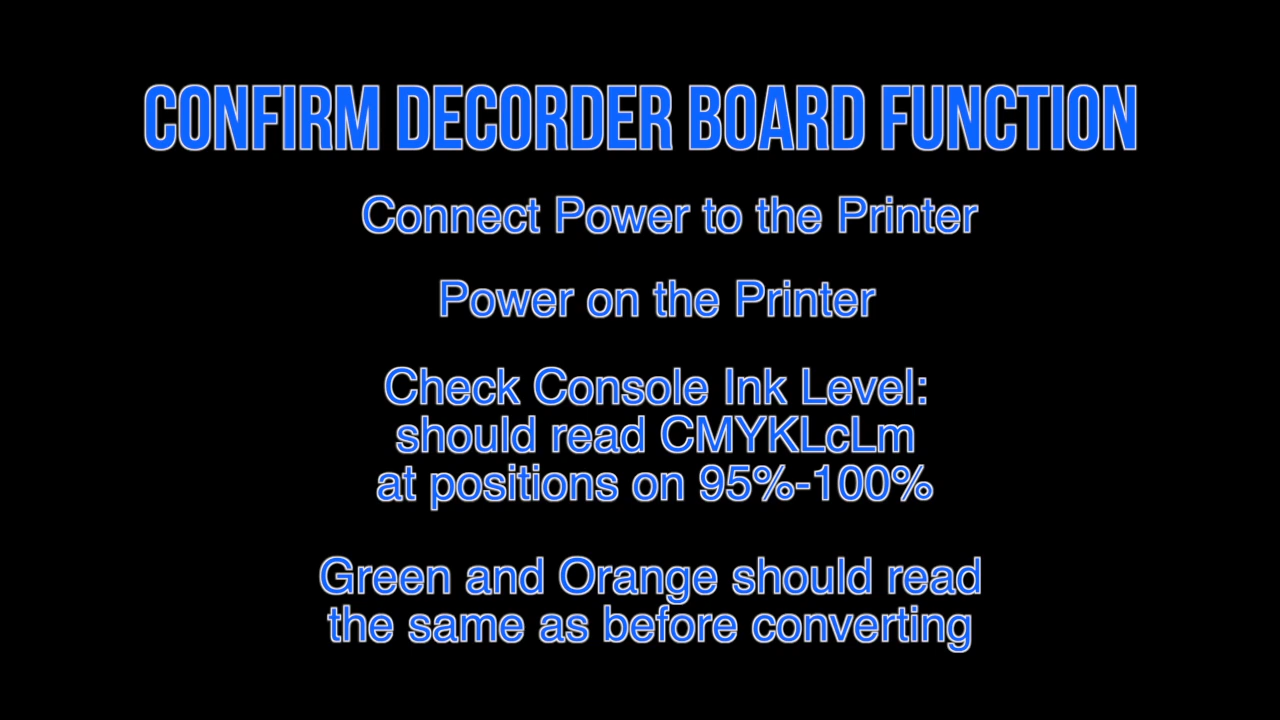 CONFIRM DECORDER BOARD FUNCTION
Connect Power to the Printer
Power on the Printer
Check Console Ink Level:
should read CMYKLcLm
at positions on 95%-100%
Green and Orange should read
the same as before converting